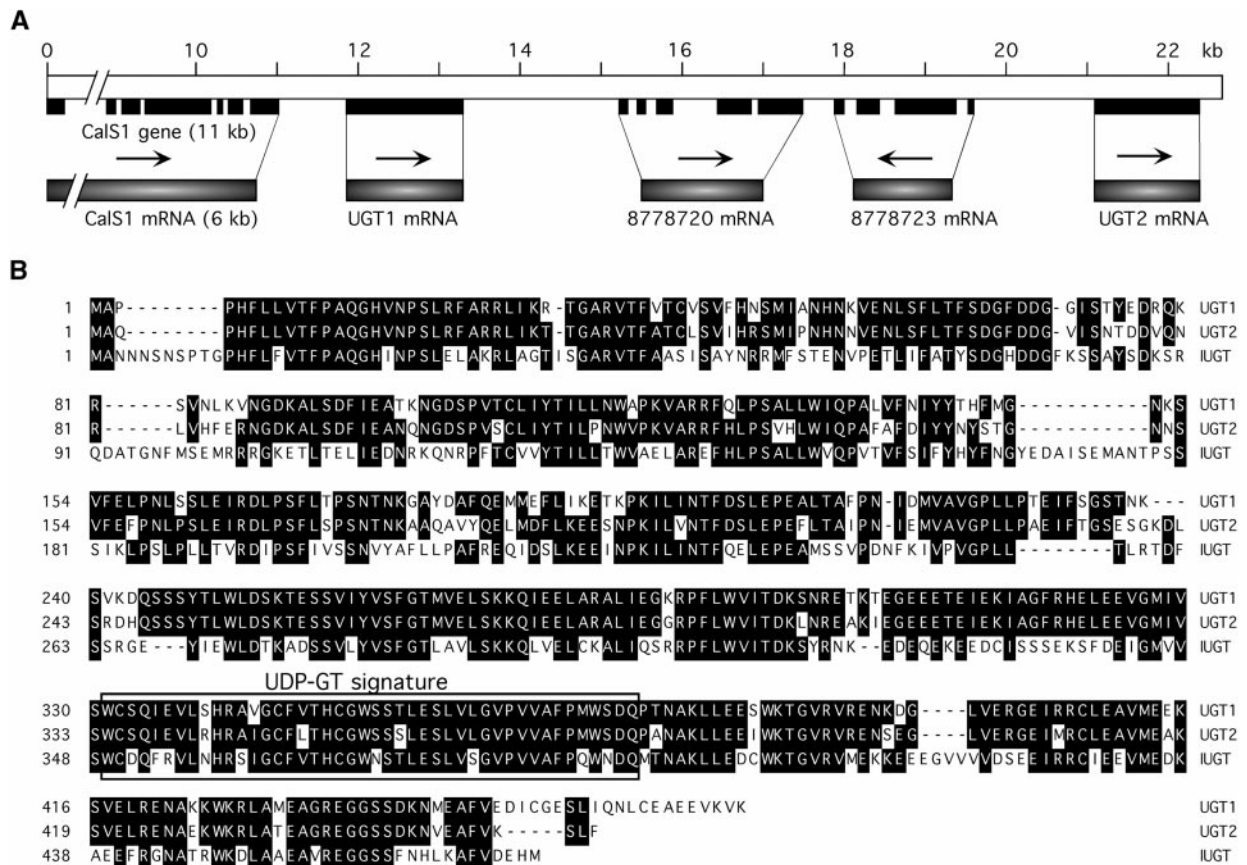 A
0 10 12 14 16 18 20 22 kb
CalS1 gene (11 kb)
CalS1 mRNA (6 kb) UGT1 mRNA 8778720 mRNA 8778723 mRNA UGT2 mRNA
B
1 MAP--------PHFLLVTFPAQGHVNPSLRFARRLIKR-TGARVTFVTCVSVFHNSMIANHNKVENLSFLTFSDGFDDG-GISTYEDRQK UGT1
1 MAQ--------PHFLLVTFPAQGHVNPSLRFARRLIKT-TGARVTFATCLSVIHRSMIPNHNNVENLSFLTFSDGFDDG-VISNTDDVQN UGT2
1 MANNNSNSPTGPHFLFVTFPAQGHINPSLELAKRLAGTISGARVTFAASISAYNRRMFSTENVPETLIFATYSDGHDDGFKSSAYSDKSR IUGT
81 R------SVNLKVNGDKALSDFIEATKNGDSPVTCLIYTILLNWAPKVARRFQLPSALLWIQPALVFNIYYTHFMG-----------NKS UGT1
81 R------LVHFERNGDKALSDFIEANQNGDSPVSCLIYTILPNWVPKVARRFHLPSVHLWIQPAFAFDIYYNYSTG-----------NNS UGT2
91 QDATGNFMSEMRRRGKETLTELIEDNRKQNRPFTCVVYTILLTWVAELAREFHLPSALLWVQPVTVFSIFYHYFNGYEDAISEMANTPSS IUGT
154 VFELPNLSSLEIRDLPSFLTPSNTNKGAYDAFQEMMEFLIKETKPKILINTFDSLEPEALTAFPN-IDMVAVGPLLPTEIFSGSTNK--- UGT1
154 VFEFPNLPSLEIRDLPSFLSPSNTNKAAQAVYQELMDFLKEESNPKILVNTFDSLEPEFLTAIPN-IEMVAVGPLLPAEIFTGSESGKDL UGT2
181 SIKLPSLPLLTVRDIPSFIVSSNVYAFLLPAFREQIDSLKEEINPKILINTFQELEPEAMSSVPDNFKIVPVGPLL--------TLRTDF IUGT
240 SVKDQSSSYTLWLDSKTESSVIYVSFGTMVELSKKQIEELARALIEGKRPFLWVITDKSNRETKTEGEEETEIEKIAGFRHELEEVGMIV UGT1
243 SRDHQSSSYTLWLDSKTESSVIYVSFGTMVELSKKQIEELARALIEGGRPFLWVITDKLNREAKIEGEEETEIEKIAGFRHELEEVGMIV UGT2
263 SSRGE---YIEWLDTKADSSVLYVSFGTLAVLSKKQLVELCKALIQSRRPFLWVITDKSYRNK--EDEQEKEEDCISSSEKSFDEIGMVV IUGT
UDP-GT signature
330 SWCSQIEVLSHRAVGCFVTHCGWSSTLESLVLGVPVVAFPMWSDQPTNAKLLEESWKTGVRVRENKDG----LVERGEIRRCLEAVMEEK UGT1
333 SWCSQIEVLRHRAIGCFLTHCGWSSSLESLVLGVPVVAFPMWSDQPANAKLLEEIWKTGVRVRENSEG----LVERGEIMRCLEAVMEAK UGT2
348 SWCDQFRVLNHRSIGCFVTHCGWNSTLESLVSGVPVVAFPQWNDQMTNAKLLEDCWKTGVRVMEKKEEEGVVVVDSEEIRRCIEEVMEDK IUGT
416 SVELRENAKKWKRLAMEAGREGGSSDKNMEAFVEDICGESLIQNLCEAEEVKVK UGT1
419 SVELRENAEKWKRLATEAGREGGSSDKNVEAFVK-----SLF UGT2
438 AEEFRGNATRWKDLAAEAVREGGSSFNHLKAFVDEHM IUGT